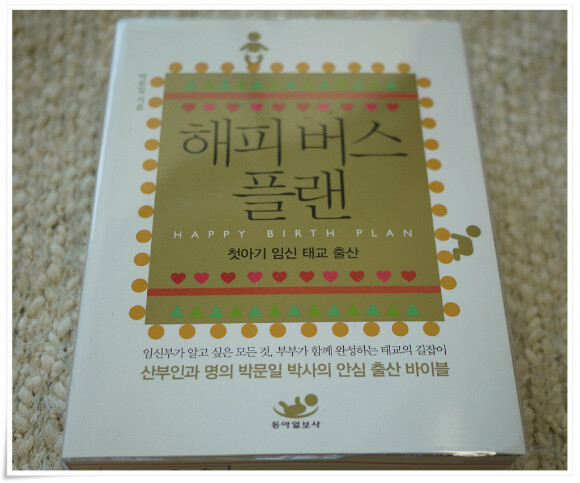 해피 버스
플랜
HAPPY BIRTH PLAN
첫아기 임신 태교 출산
임신부가 알고 싶은 모든 것, 부부가 함께 완성하는 태교의 길잡이
산부인과 명의 박문일 박사의 안심 출산 바이블
동아일보사